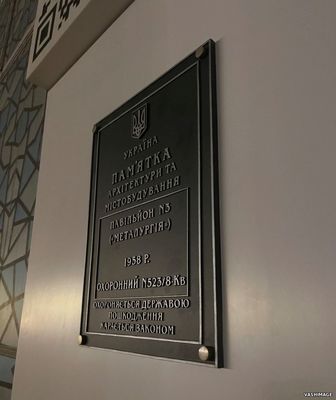 УКРАЇНА
ПАМ'ЯТКА
АРХІТЕКТУРИ ТА
МІСТОБУДУВАННЯ
ПАВІЛЬЙОН №3
(«МЕТАЛУРГІЯ»)
1958 Р.
ОХОРОННИЙ №523/8-Кв
ОХОРОНЯЄТЬСЯ ДЕРЖАВОЮ
ПОШКОДЖЕННЯ
КАРАЄТЬСЯ ЗАКОНОМ
VASHIMAGE